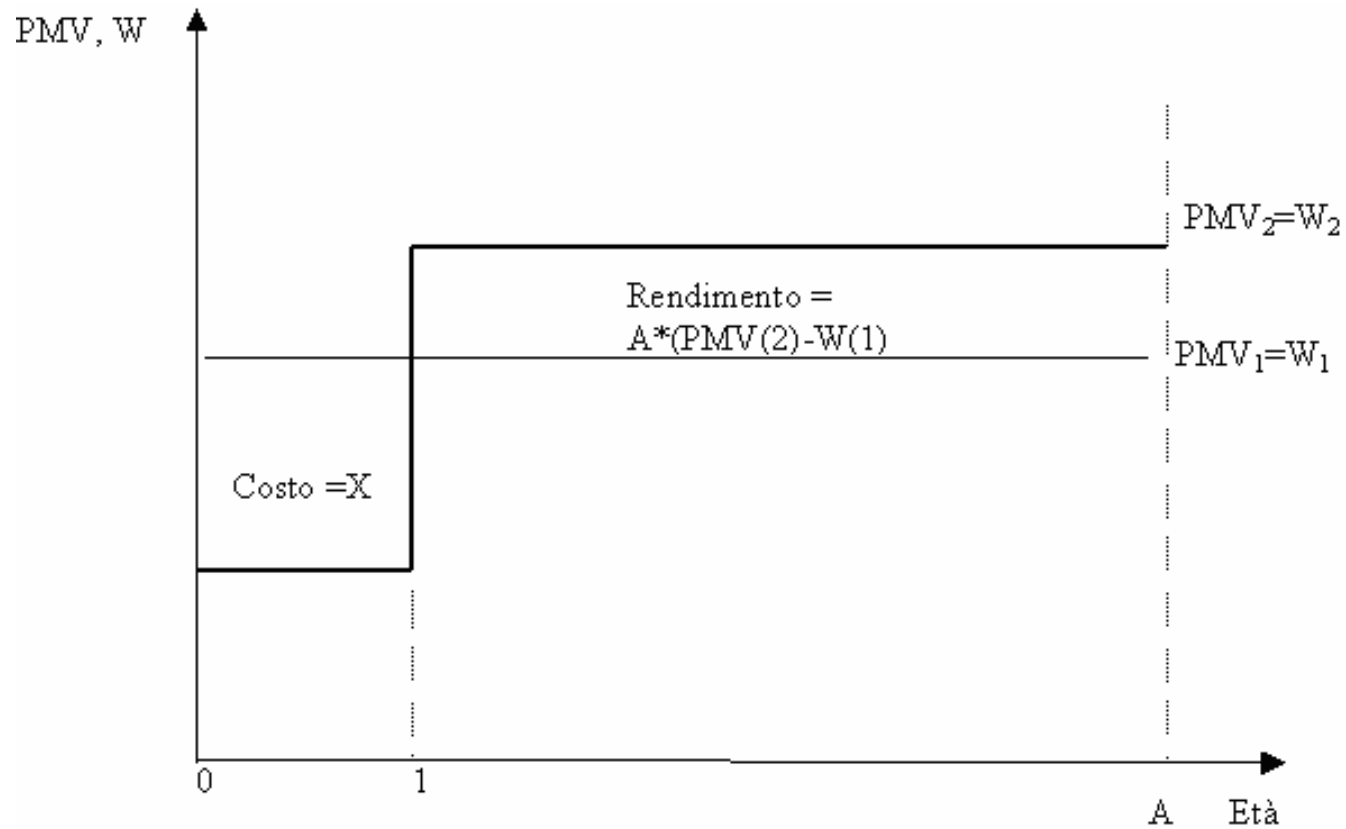 PMV, W
PMV₂=W₂
Rendimento =
A*(PMV(2)-W(1)
PMV₁=W₁
Costo =X
0
1
A
Età